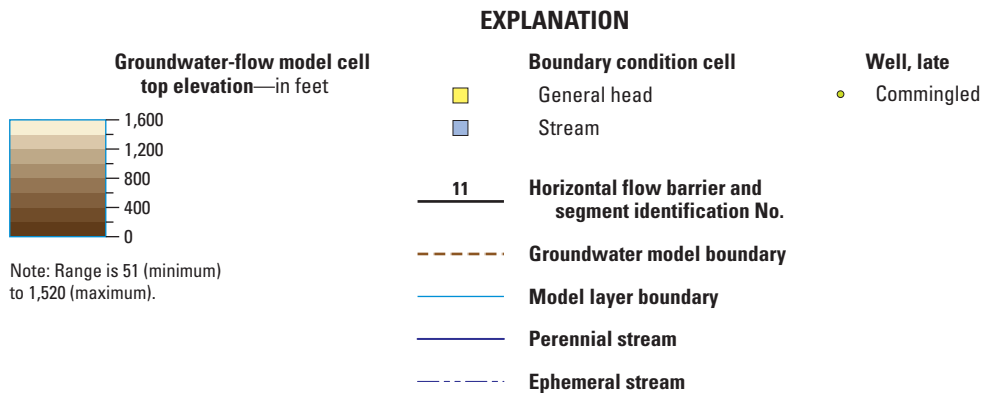 EXPLANATION
Groundwater-flow model cell
top elevation—in feet
1,600
1,200
800
400
0
Note: Range is 51 (minimum)
to 1,520 (maximum).
Boundary condition cell
General head
Stream
11 Horizontal flow barrier and
segment identification No.
Groundwater model boundary
Model layer boundary
Perennial stream
Ephemeral stream
Well, late
Commingled